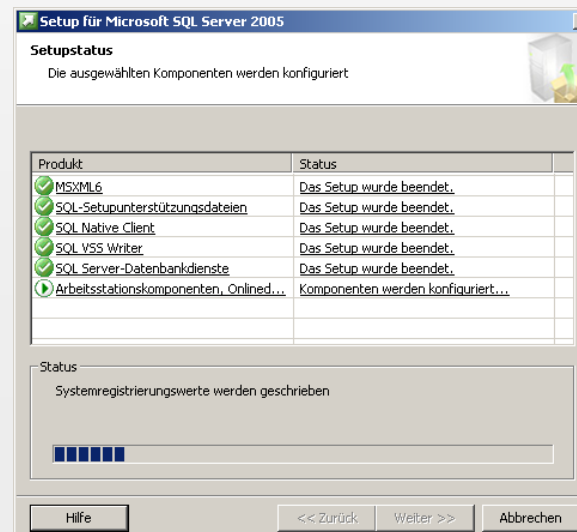 Setup für Microsoft SQL Server 2005
Setupstatus
Die ausgewählten Komponenten werden konfiguriert
Produkt Status
MSXML6 Das Setup wurde beendet.
SQL-Setupunterstützungsdateien Das Setup wurde beendet.
SQL Native Client Das Setup wurde beendet.
SQL VSS Writer Das Setup wurde beendet.
SQL Server-Datenbankdienste Das Setup wurde beendet.
Arbeitsstationskomponenten, Onlined... Komponenten werden konfiguriert...
Status
Systemregistrierungswerte werden geschrieben
Hilfe << Zurück Weiter >> Abbrechen